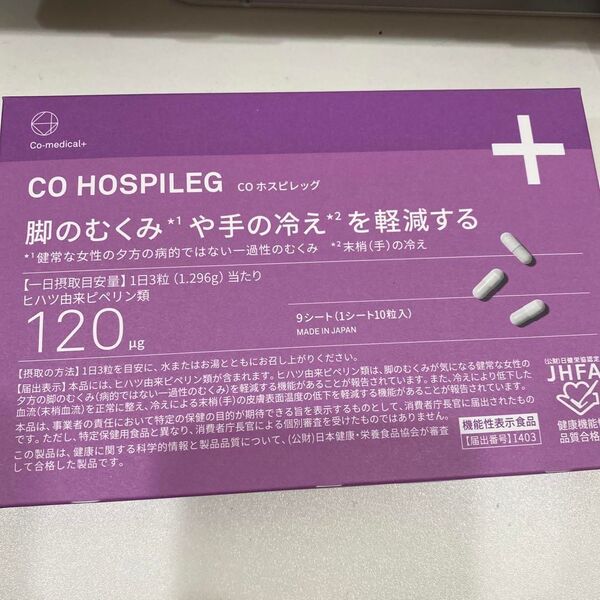 Co-medical+
CO HOSPILEG COホスピレッグ
脚のむくみ*1や手の冷え*2を軽減する
*1健常な女性の夕方の病的ではない一過性のむくみ *2末梢(手)の冷え
【一日摂取目安量】1日3粒(1.296g)当たり
ヒハツ由来ピペリン類
120μg
9シート(1シート10粒入)
MADE IN JAPAN
【摂取の方法】1日3粒を目安に、水またはお湯とともにお召し上がりください。
【届出表示】本品には、ヒハツ由来ピペリン類が含まれます。ヒハツ由来ピペリン類は、脚のむくみが気になる健常な女性の
夕方の脚のむくみ(病的ではない一過性のむくみ)を軽減する機能があることが報告されています。また、冷えにより低下した
血流(末梢血流)を正常に整え、冷えによる末梢(手)の皮膚表面温度の低下を軽減する機能があることが報告されています。
本品は、事業者の責任において特定の保健の目的が期待できる旨を表示するものとして、消費者庁長官に届出されたもの
です。ただし、特定保健用食品と異なり、消費者庁長官による個別審査を受けたものではありません。
この製品は、健康に関する科学的情報と製品品質について、(公財)日本健康・栄養食品協会が審査
して合格した製品です。
機能性表示食品
【届出番号】I403
(公財)日健栄協認定
JHFA
健康機能性
品質合格